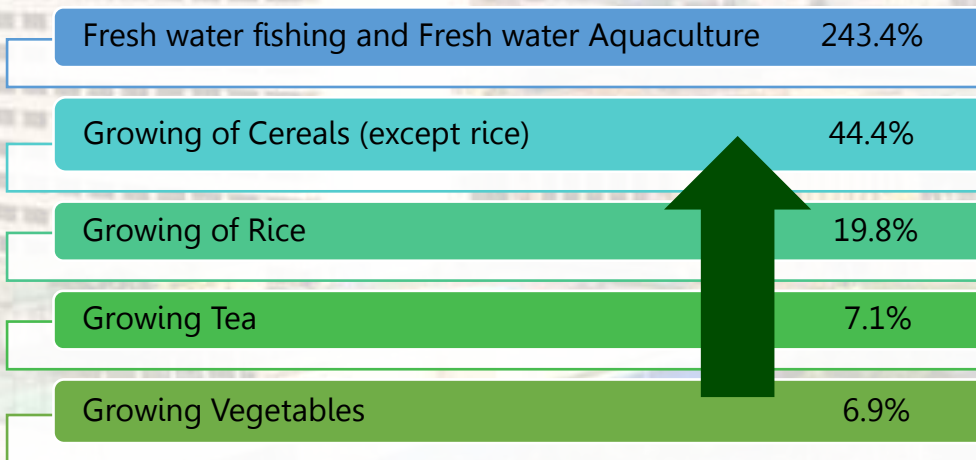 Fresh water fishing and Fresh water Aquaculture 243.4%
Growing of Cereals (except rice) 44.4%
Growing of Rice 19.8%
Growing Tea 7.1%
Growing Vegetables 6.9%